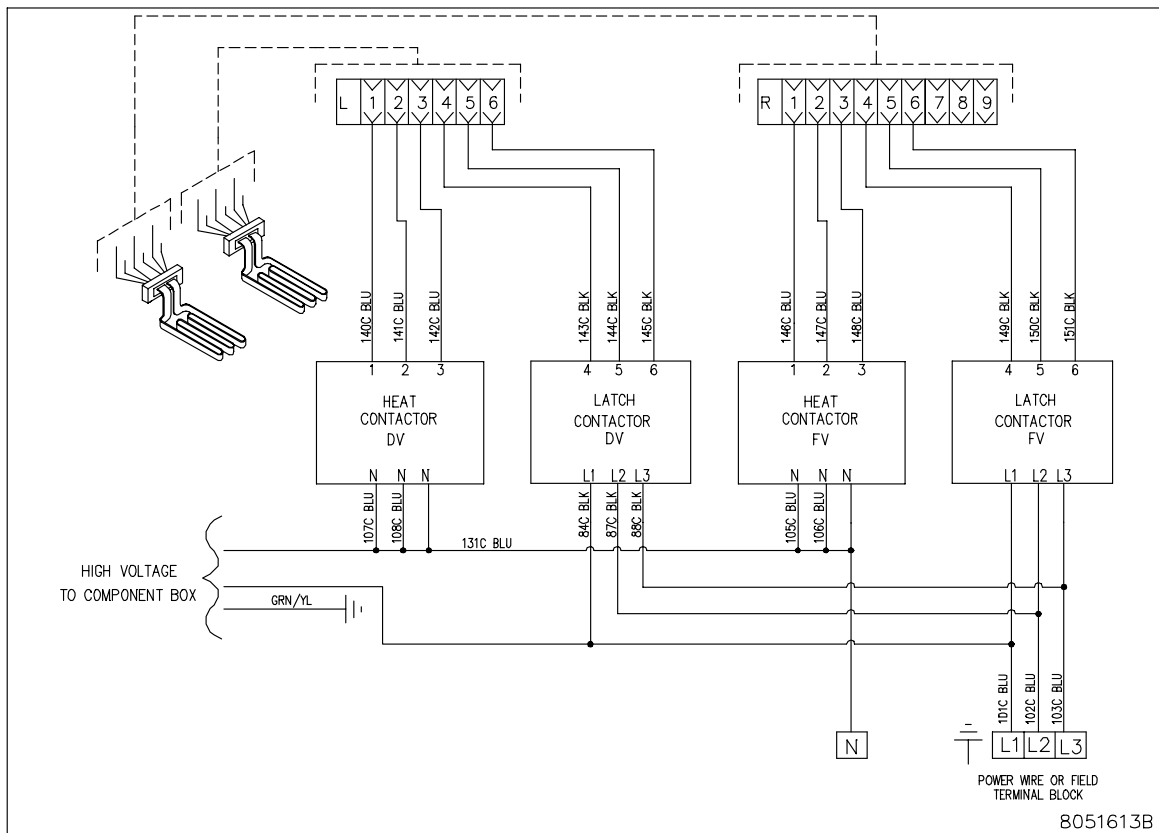 L 1 2 3 4 5 6
R 1 2 3 4 5 6 7 8 9
140C BLU
141C BLU
142C BLU
143C BLK
144C BLK
145C BLK
146C BLU
147C BLU
148C BLU
149C BLK
150C BLK
151C BLK
1 2 3
HEAT
CONTACTOR
DV
N N N
4 5 6
LATCH
CONTACTOR
DV
L1 L2 L3
1 2 3
HEAT
CONTACTOR
FV
N N N
4 5 6
LATCH
CONTACTOR
FV
L1 L2 L3
107C BLU
108C BLU
84C BLK
87C BLK
88C BLK
105C BLU
106C BLU
131C BLU
HIGH VOLTAGE
TO COMPONENT BOX
GRN/YL
101C BLU
102C BLU
103C BLU
N
L1 L2 L3
POWER WIRE OR FIELD
TERMINAL BLOCK
8051613B